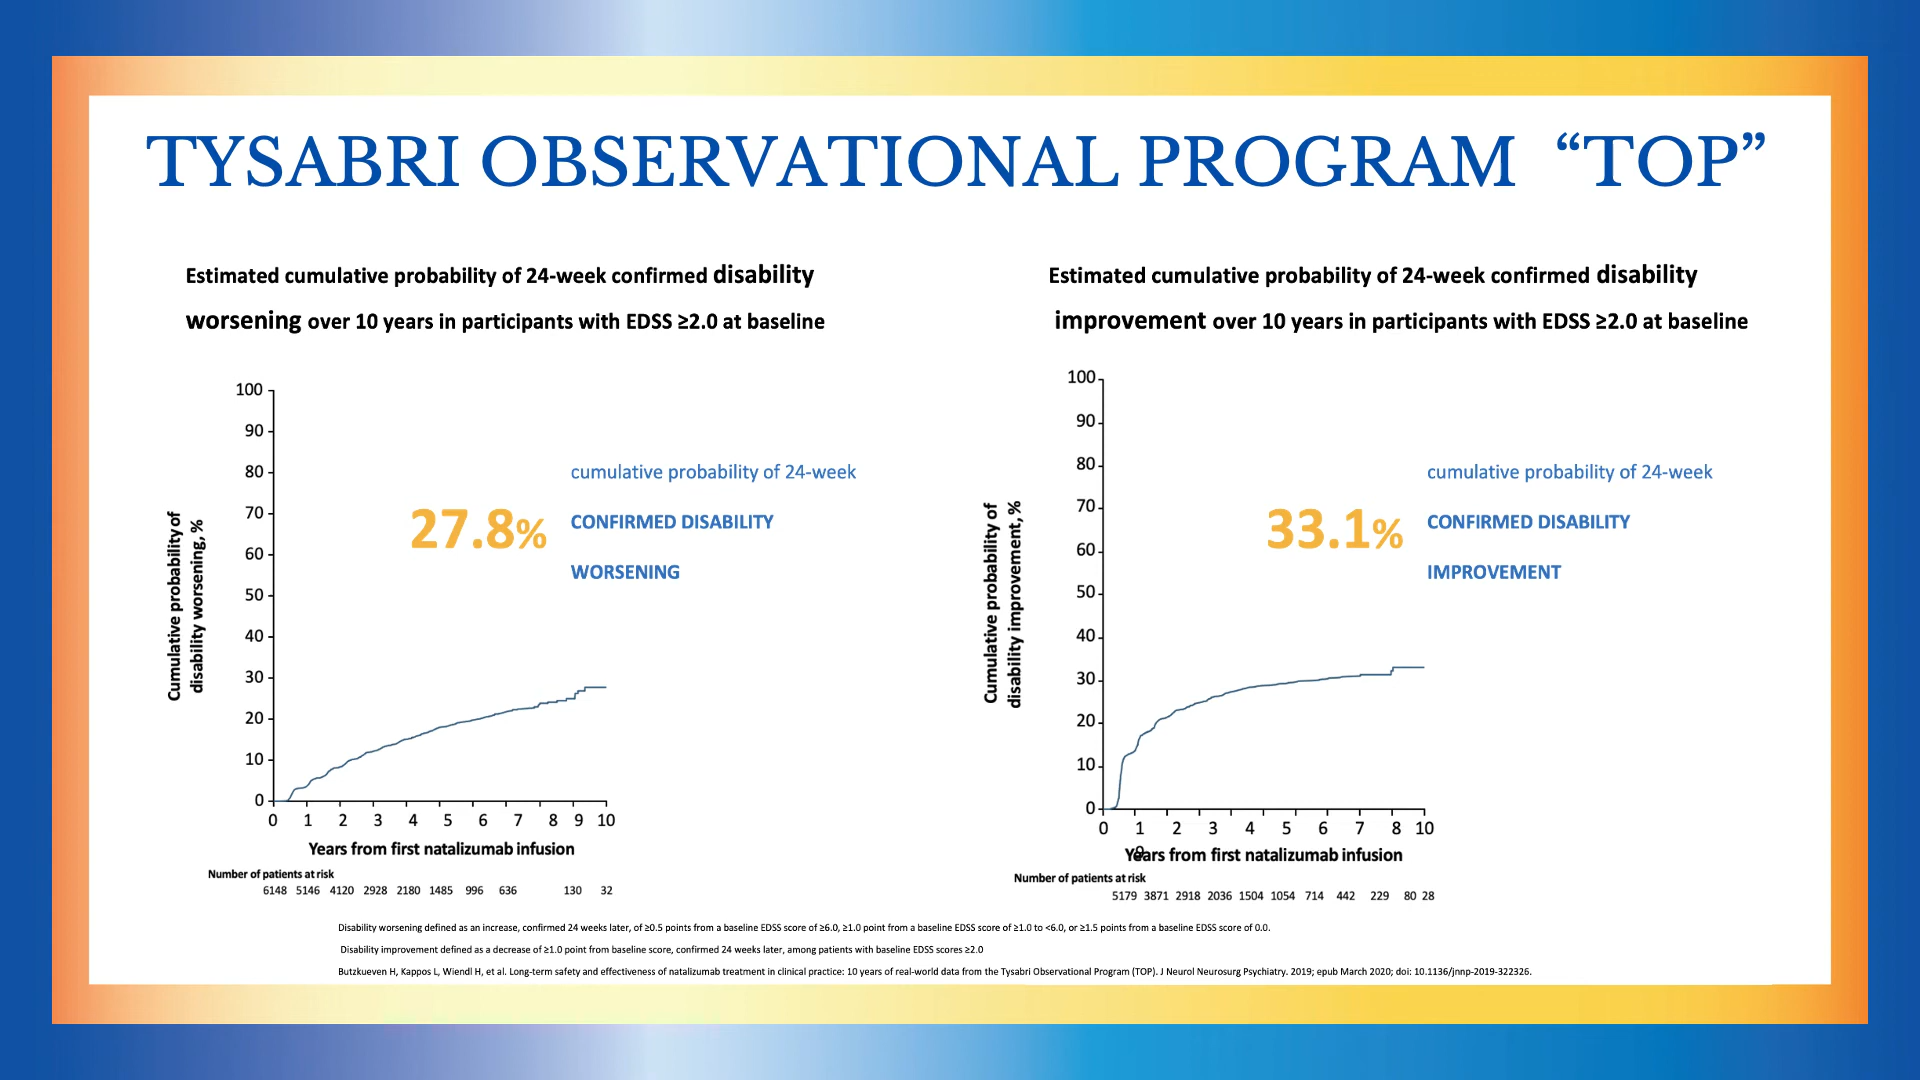 TYSABRI OBSERVATIONAL PROGRAM “TOP”
Estimated cumulative probability of 24-week confirmed disability
worsening over 10 years in participants with EDSS ≥2.0 at baseline
100
90
80
70
60
50
40
30
20
10
0
Cumulative probability of
disability worsening, %
27.8%
cumulative probability of 24-week
CONFIRMED DISABILITY
WORSENING
0 1 2 3 4 5 6 7 8 9 10
Years from first natalizumab infusion
Number of patients at risk
6148 5146 4120 2928 2180 1485 996 636 130 32
Estimated cumulative probability of 24-week confirmed disability
improvement over 10 years in participants with EDSS ≥2.0 at baseline
100
90
80
70
60
50
40
30
20
10
0
Cumulative probability of
disability improvement, %
33.1%
cumulative probability of 24-week
CONFIRMED DISABILITY
IMPROVEMENT
0 1 2 3 4 5 6 7 8 10
9
Years from first natalizumab infusion
Number of patients at risk
5179 3871 2918 2036 1504 1054 714 442 229 80 28
Disability worsening defined as an increase, confirmed 24 weeks later, of ≥0.5 points from a baseline EDSS score of ≥6.0, ≥1.0 point from a baseline EDSS score of ≥1.0 to <6.0, or ≥1.5 points from a baseline EDSS score of 0.0.
Disability improvement defined as a decrease of ≥1.0 point from baseline score, confirmed 24 weeks later, among patients with baseline EDSS scores ≥2.0
Butzkueven H, Kappos L, Wiendl H, et al. Long-term safety and effectiveness of natalizumab treatment in clinical practice: 10 years of real-world data from the Tysabri Observational Program (TOP). J Neurol Neurosurg Psychiatry. 2019; epub March 2020; doi: 10.1136/jnnp-2019-322326.